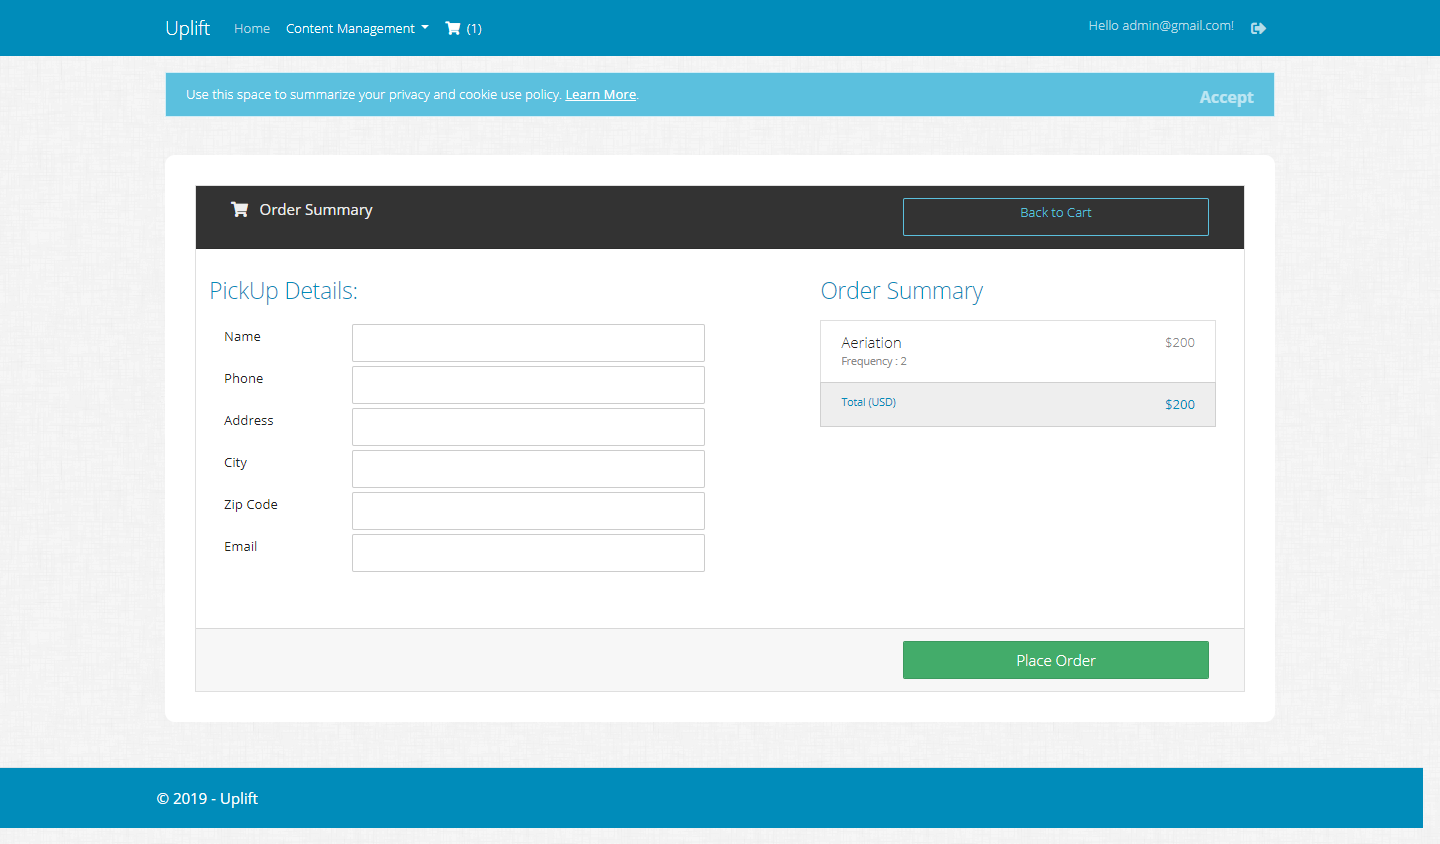 Uplift Home Content Management (1) Hello admin@gmail.com!
Use this space to summarize your privacy and cookie use policy. Learn More. Accept
Order Summary Back to Cart
PickUp Details:
Name
Phone
Address
City
Zip Code
Email
Order Summary
Aeriation $200
Frequency : 2
Total (USD) $200
Place Order
© 2019 - Uplift